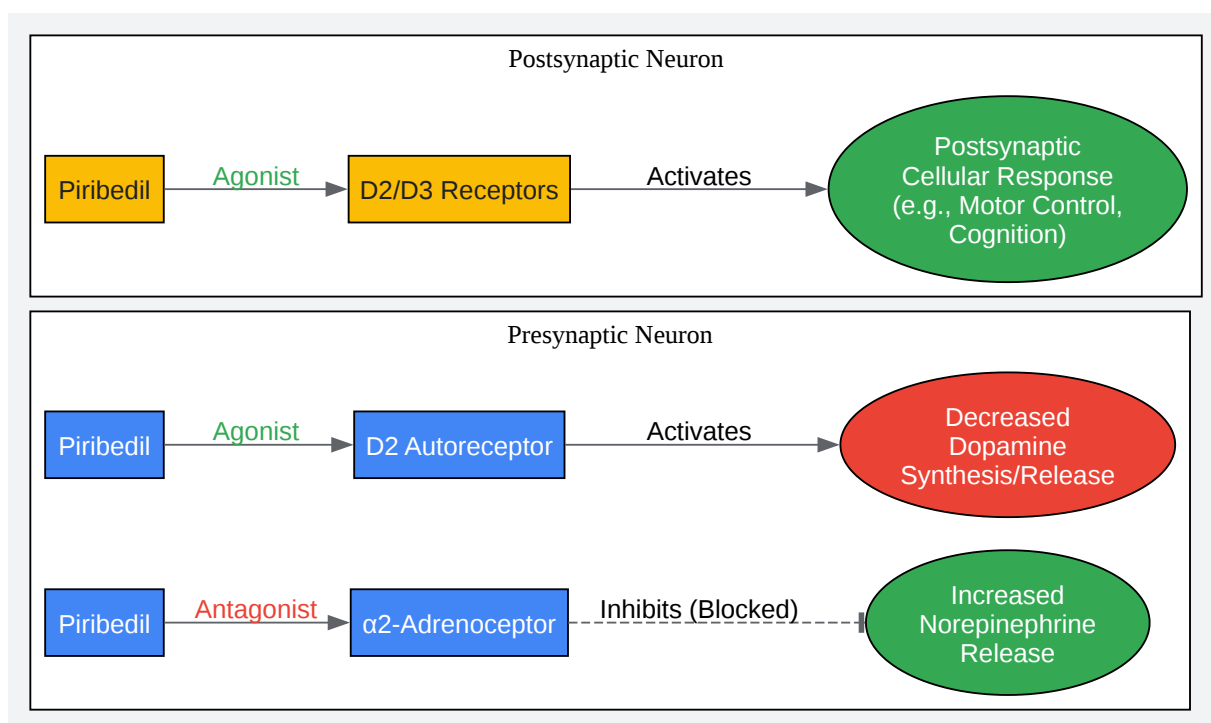 Postsynaptic Neuron
Piribedil
Agonist
D2/D3 Receptors
Activates
Postsynaptic
Cellular Response
(e.g., Motor Control,
Cognition)
Presynaptic Neuron
Piribedil
Agonist
D2 Autoreceptor
Activates
Decreased
Dopamine
Synthesis/Release
Piribedil
Antagonist
α2-Adrenoceptor
Inhibits (Blocked)
Increased
Norepinephrine
Release